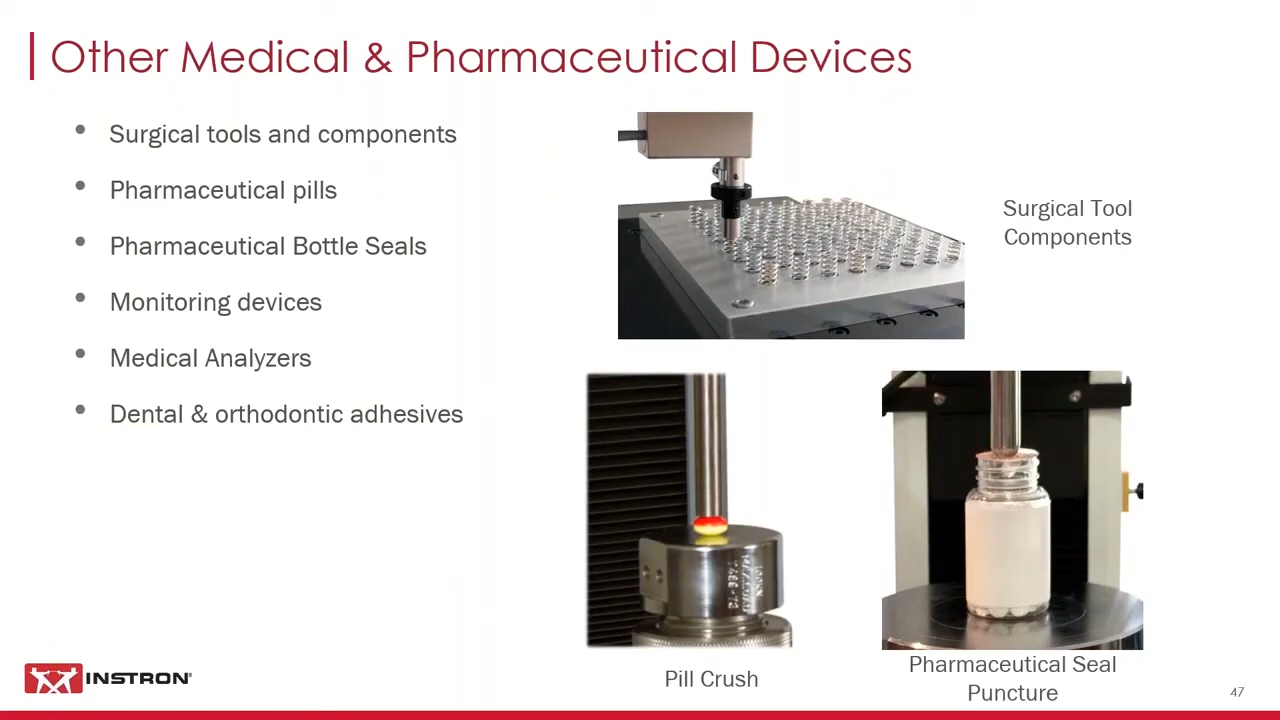 Other Medical & Pharmaceutical Devices
• Surgical tools and components
• Pharmaceutical pills
• Pharmaceutical Bottle Seals
• Monitoring devices
• Medical Analyzers
• Dental & orthodontic adhesives
Surgical Tool
Components
Pill Crush
Pharmaceutical Seal
Puncture
INSTRON®
47